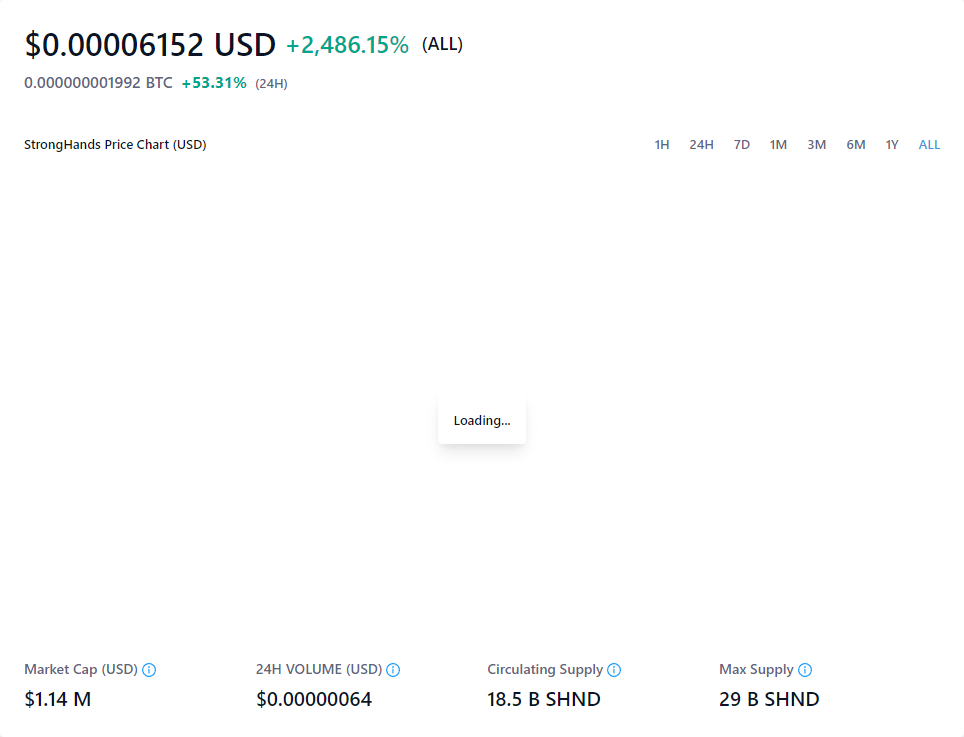 $0.00006152 USD +2,486.15% (ALL)
0.000000001992 BTC +53.31% (24H)
StrongHands Price Chart (USD) 1H 24H 7D 1M 3M 6M 1Y ALL
Loading...
Market Cap (USD) 24H VOLUME (USD) Circulating Supply Max Supply
$1.14 M $0.00000064 18.5 B SHND 29 B SHND